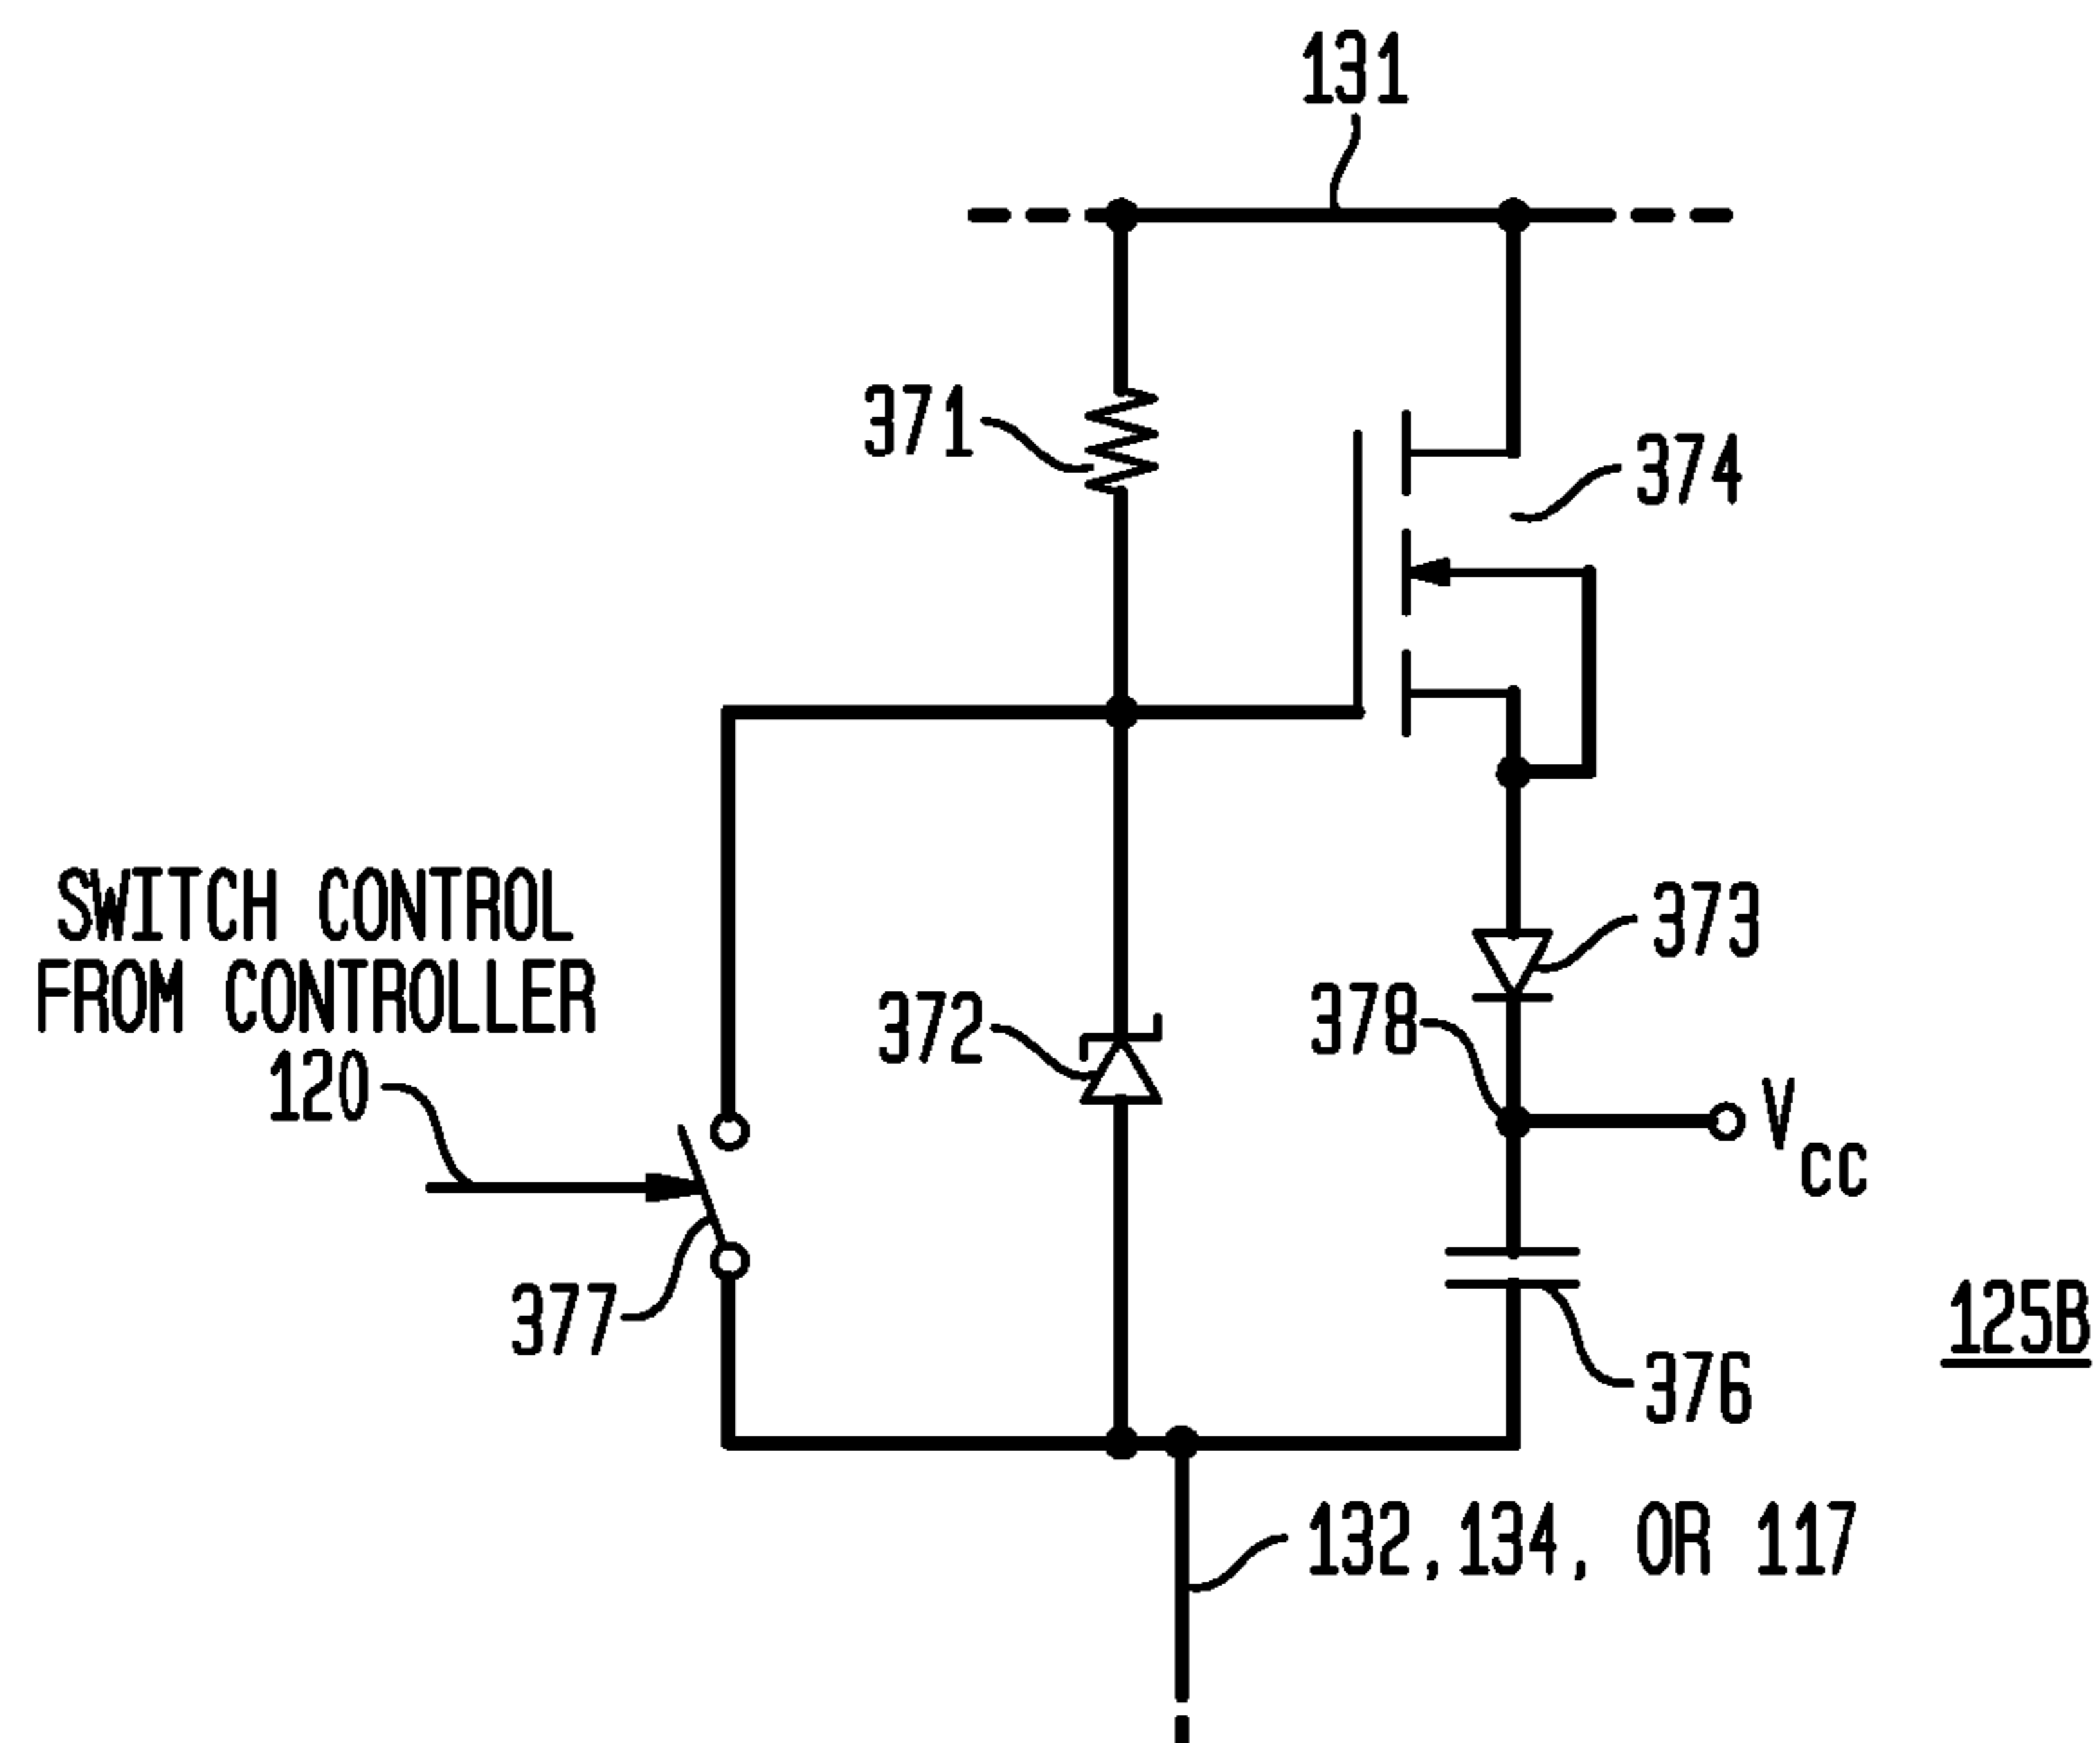 131
371
374
SWITCH CONTROL
FROM CONTROLLER
120
373
372
378
V CC
377
376
125B
132, 134, OR 117